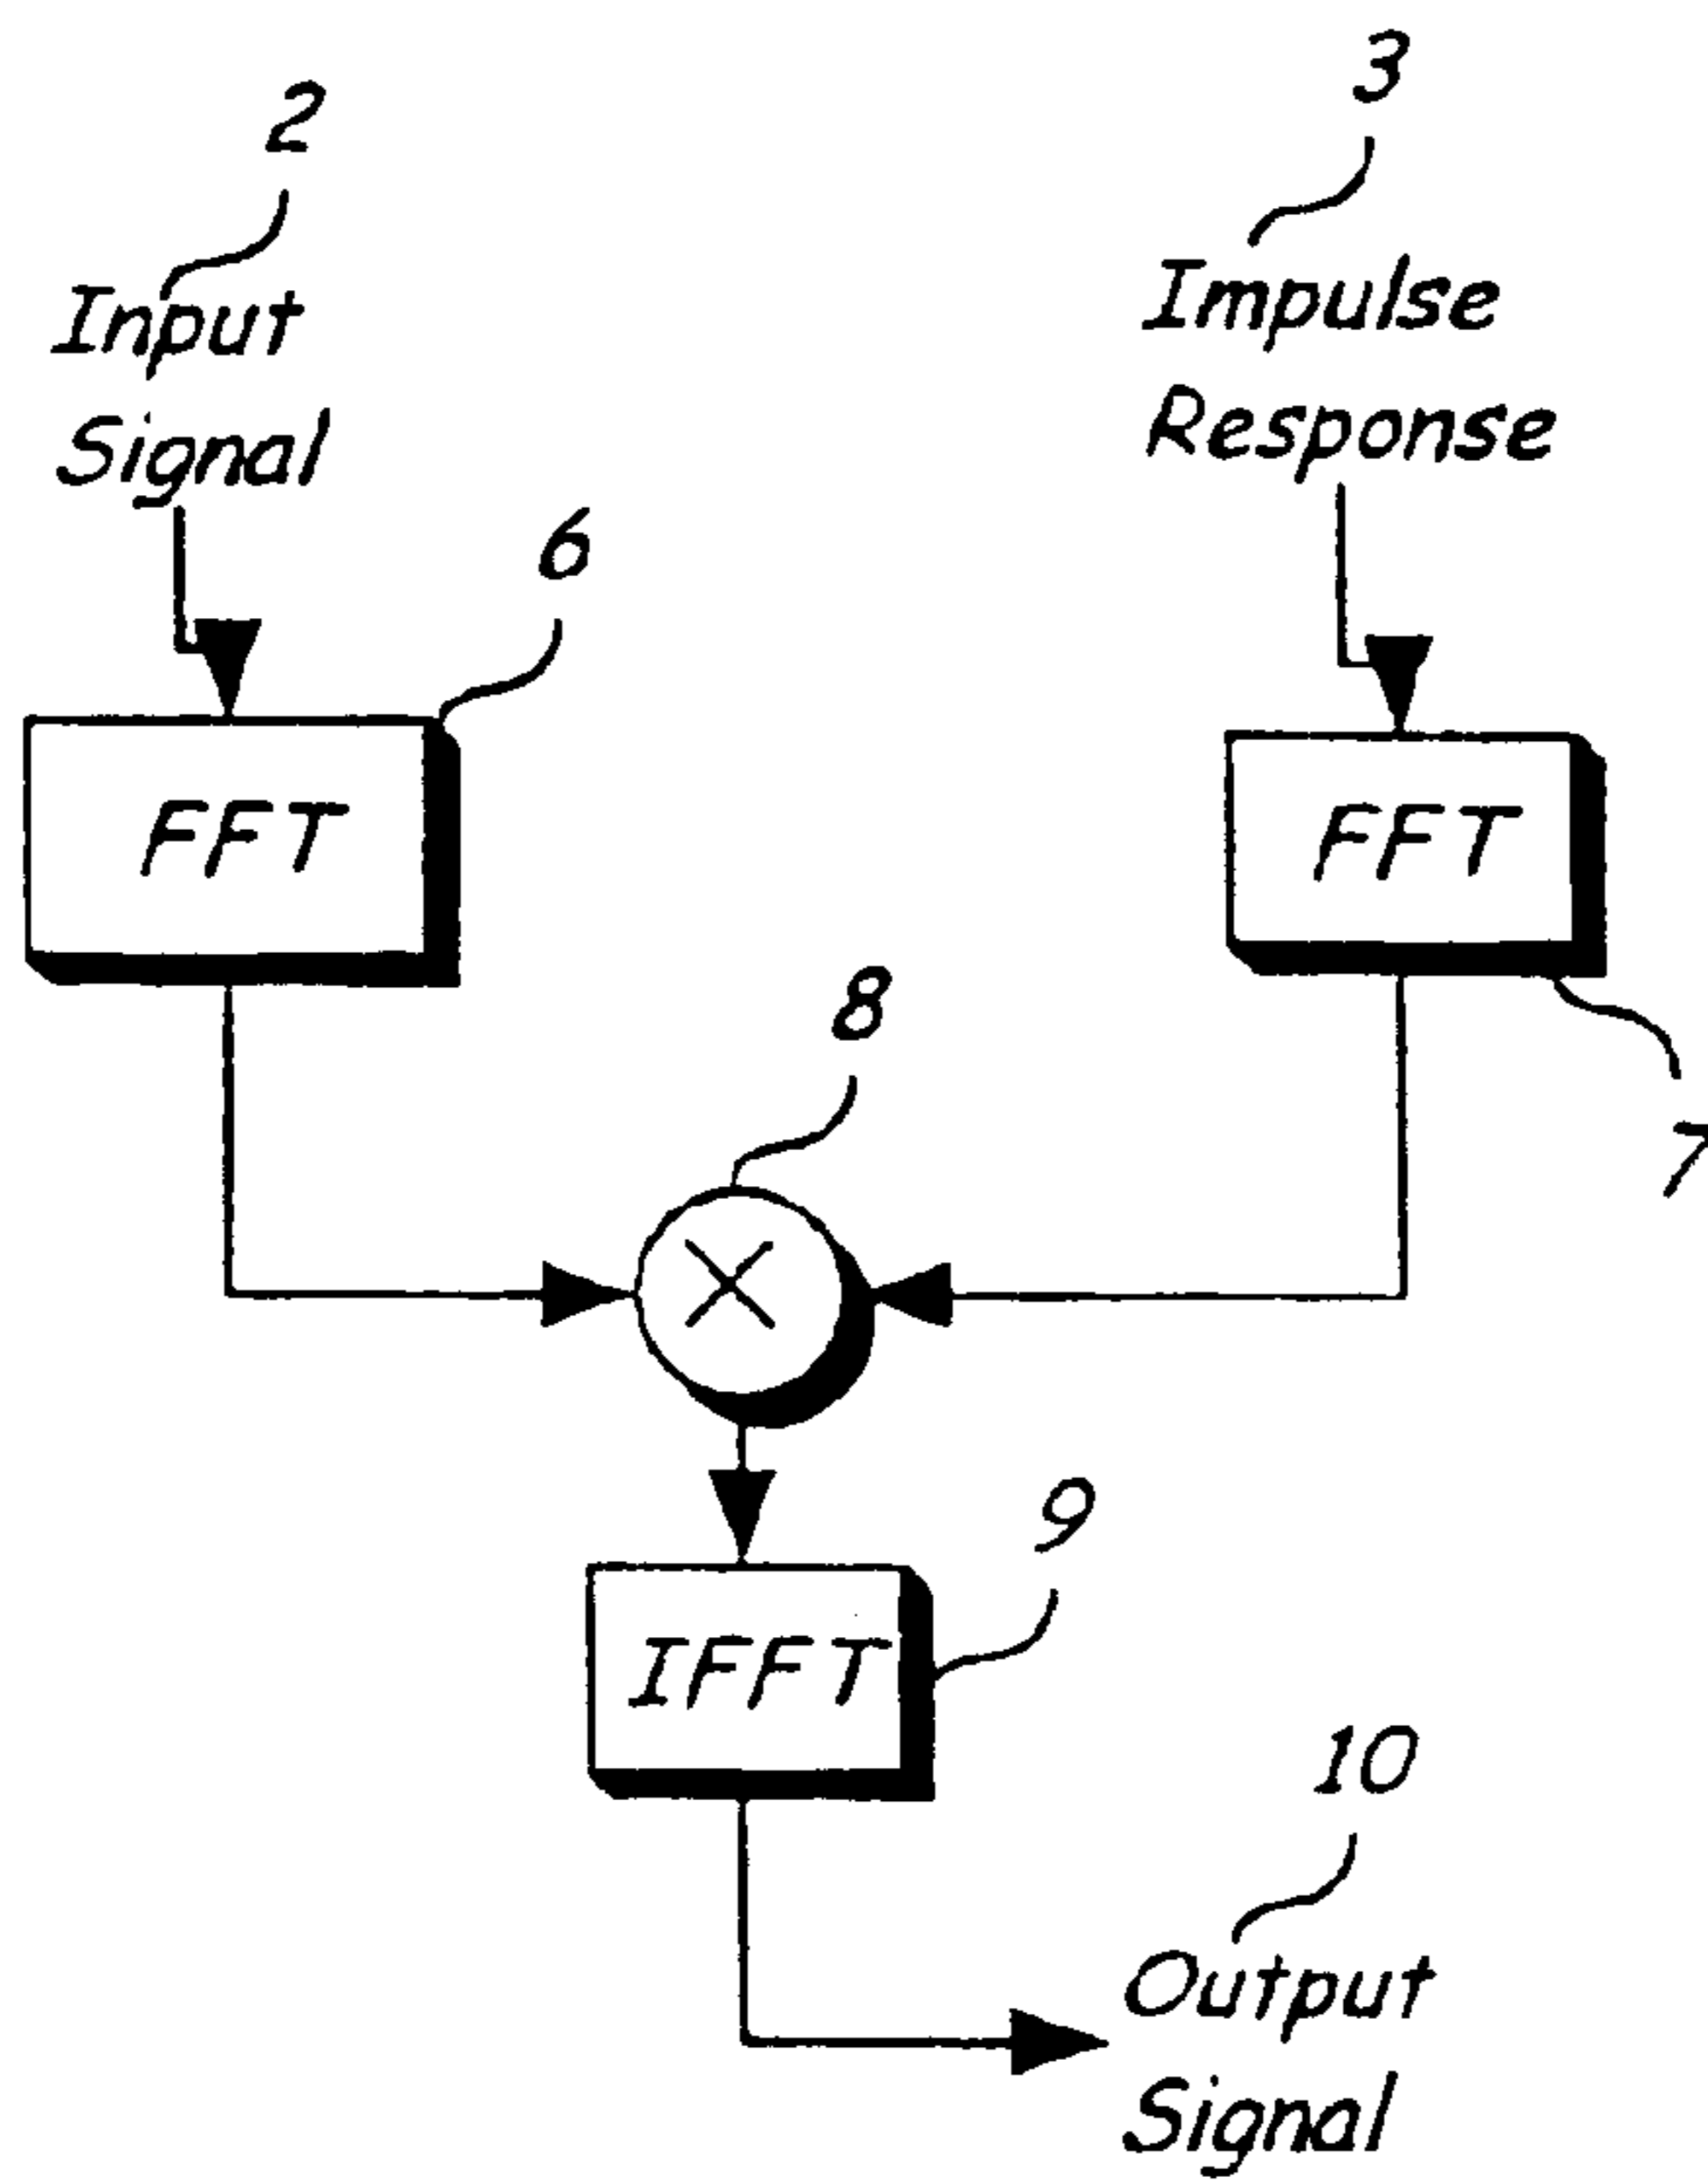 2
3
Input
Signal
Impulse
Response
6
FFT
FFT
8
7
X
9
IFFT
10
Output
Signal